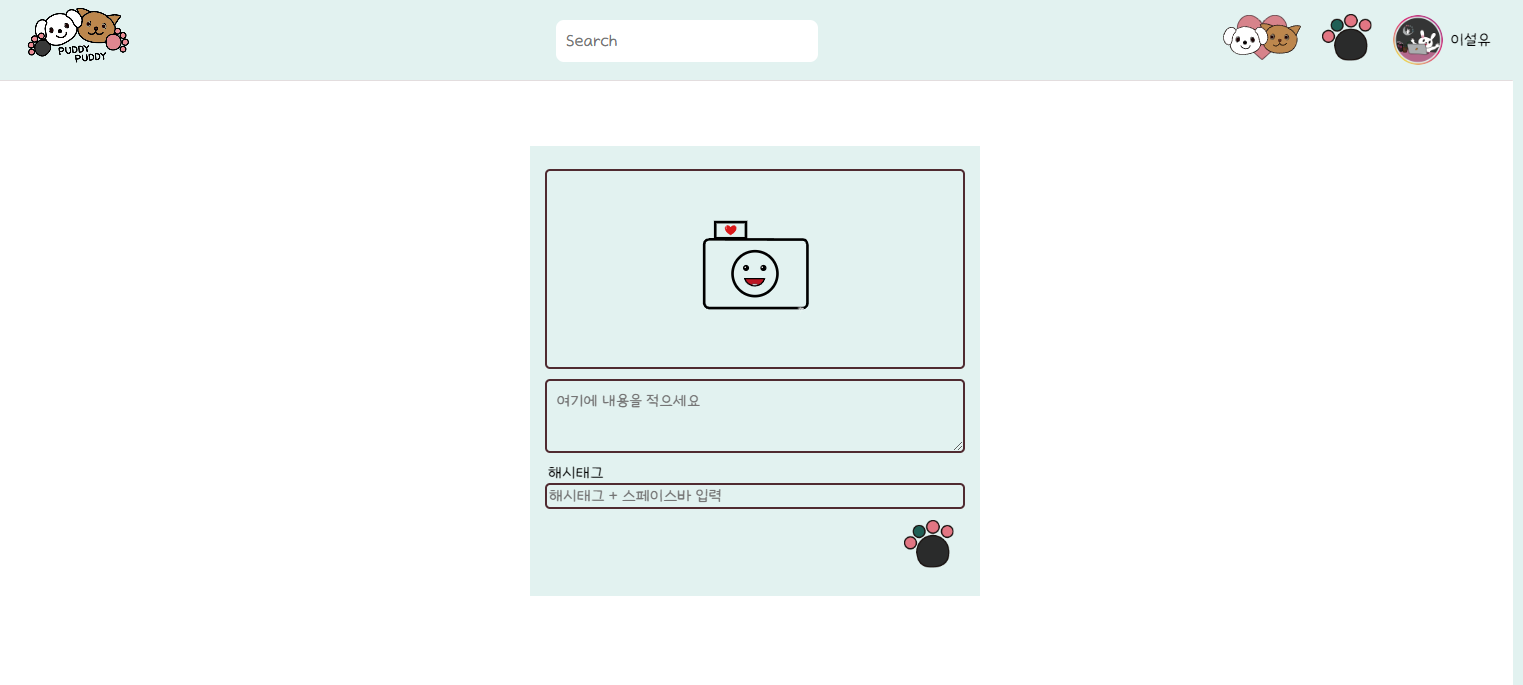 PUDDY
PUDDY
Search
이설유
여기에 내용을 적으세요
해시태그
해시태그 + 스페이스바 입력